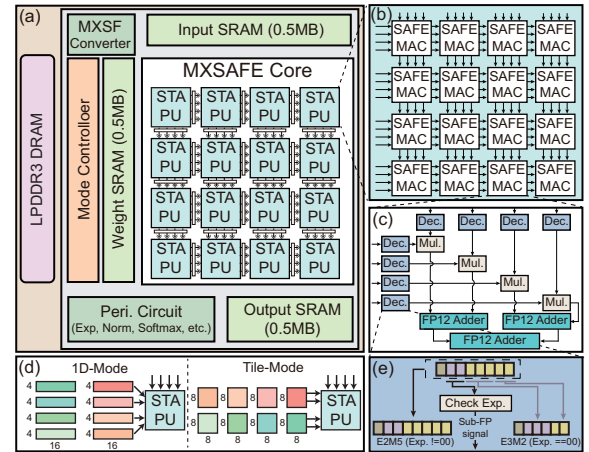 (a)
MXSF
Converter
Input SRAM (0.5MB)
LPDDR3 DRAM
Mode Controlloer
Weight SRAM (0.5MB)
MXSAFE Core
STA STA STA STA
PU PU PU PU
STA STA STA STA
PU PU PU PU
STA STA STA STA
PU PU PU PU
STA STA STA STA
PU PU PU PU
Peri. Circuit
(Exp, Norm, Softmax, etc.)
Output SRAM
(0.5MB)
(b)
SAFE SAFE SAFE SAFE
MAC MAC MAC MAC
SAFE SAFE SAFE SAFE
MAC MAC MAC MAC
SAFE SAFE SAFE SAFE
MAC MAC MAC MAC
SAFE SAFE SAFE SAFE
MAC MAC MAC MAC
(c)
Dec. Dec. Dec. Dec.
Dec. Mul.
Dec. Mul.
Dec. Mul.
Dec. Mul.
FP12 Adder FP12 Adder
FP12 Adder
(d)
1D-Mode
4 4
4 4
4 4
4 4
16 16
STA
PU
Tile-Mode
8 8 8 8
8 8 8 8
8 8 8 8
STA
PU
(e)
Check Exp.
Sub-FP
signal
E2M5 (Exp. !=00) E3M2 (Exp. ==00)